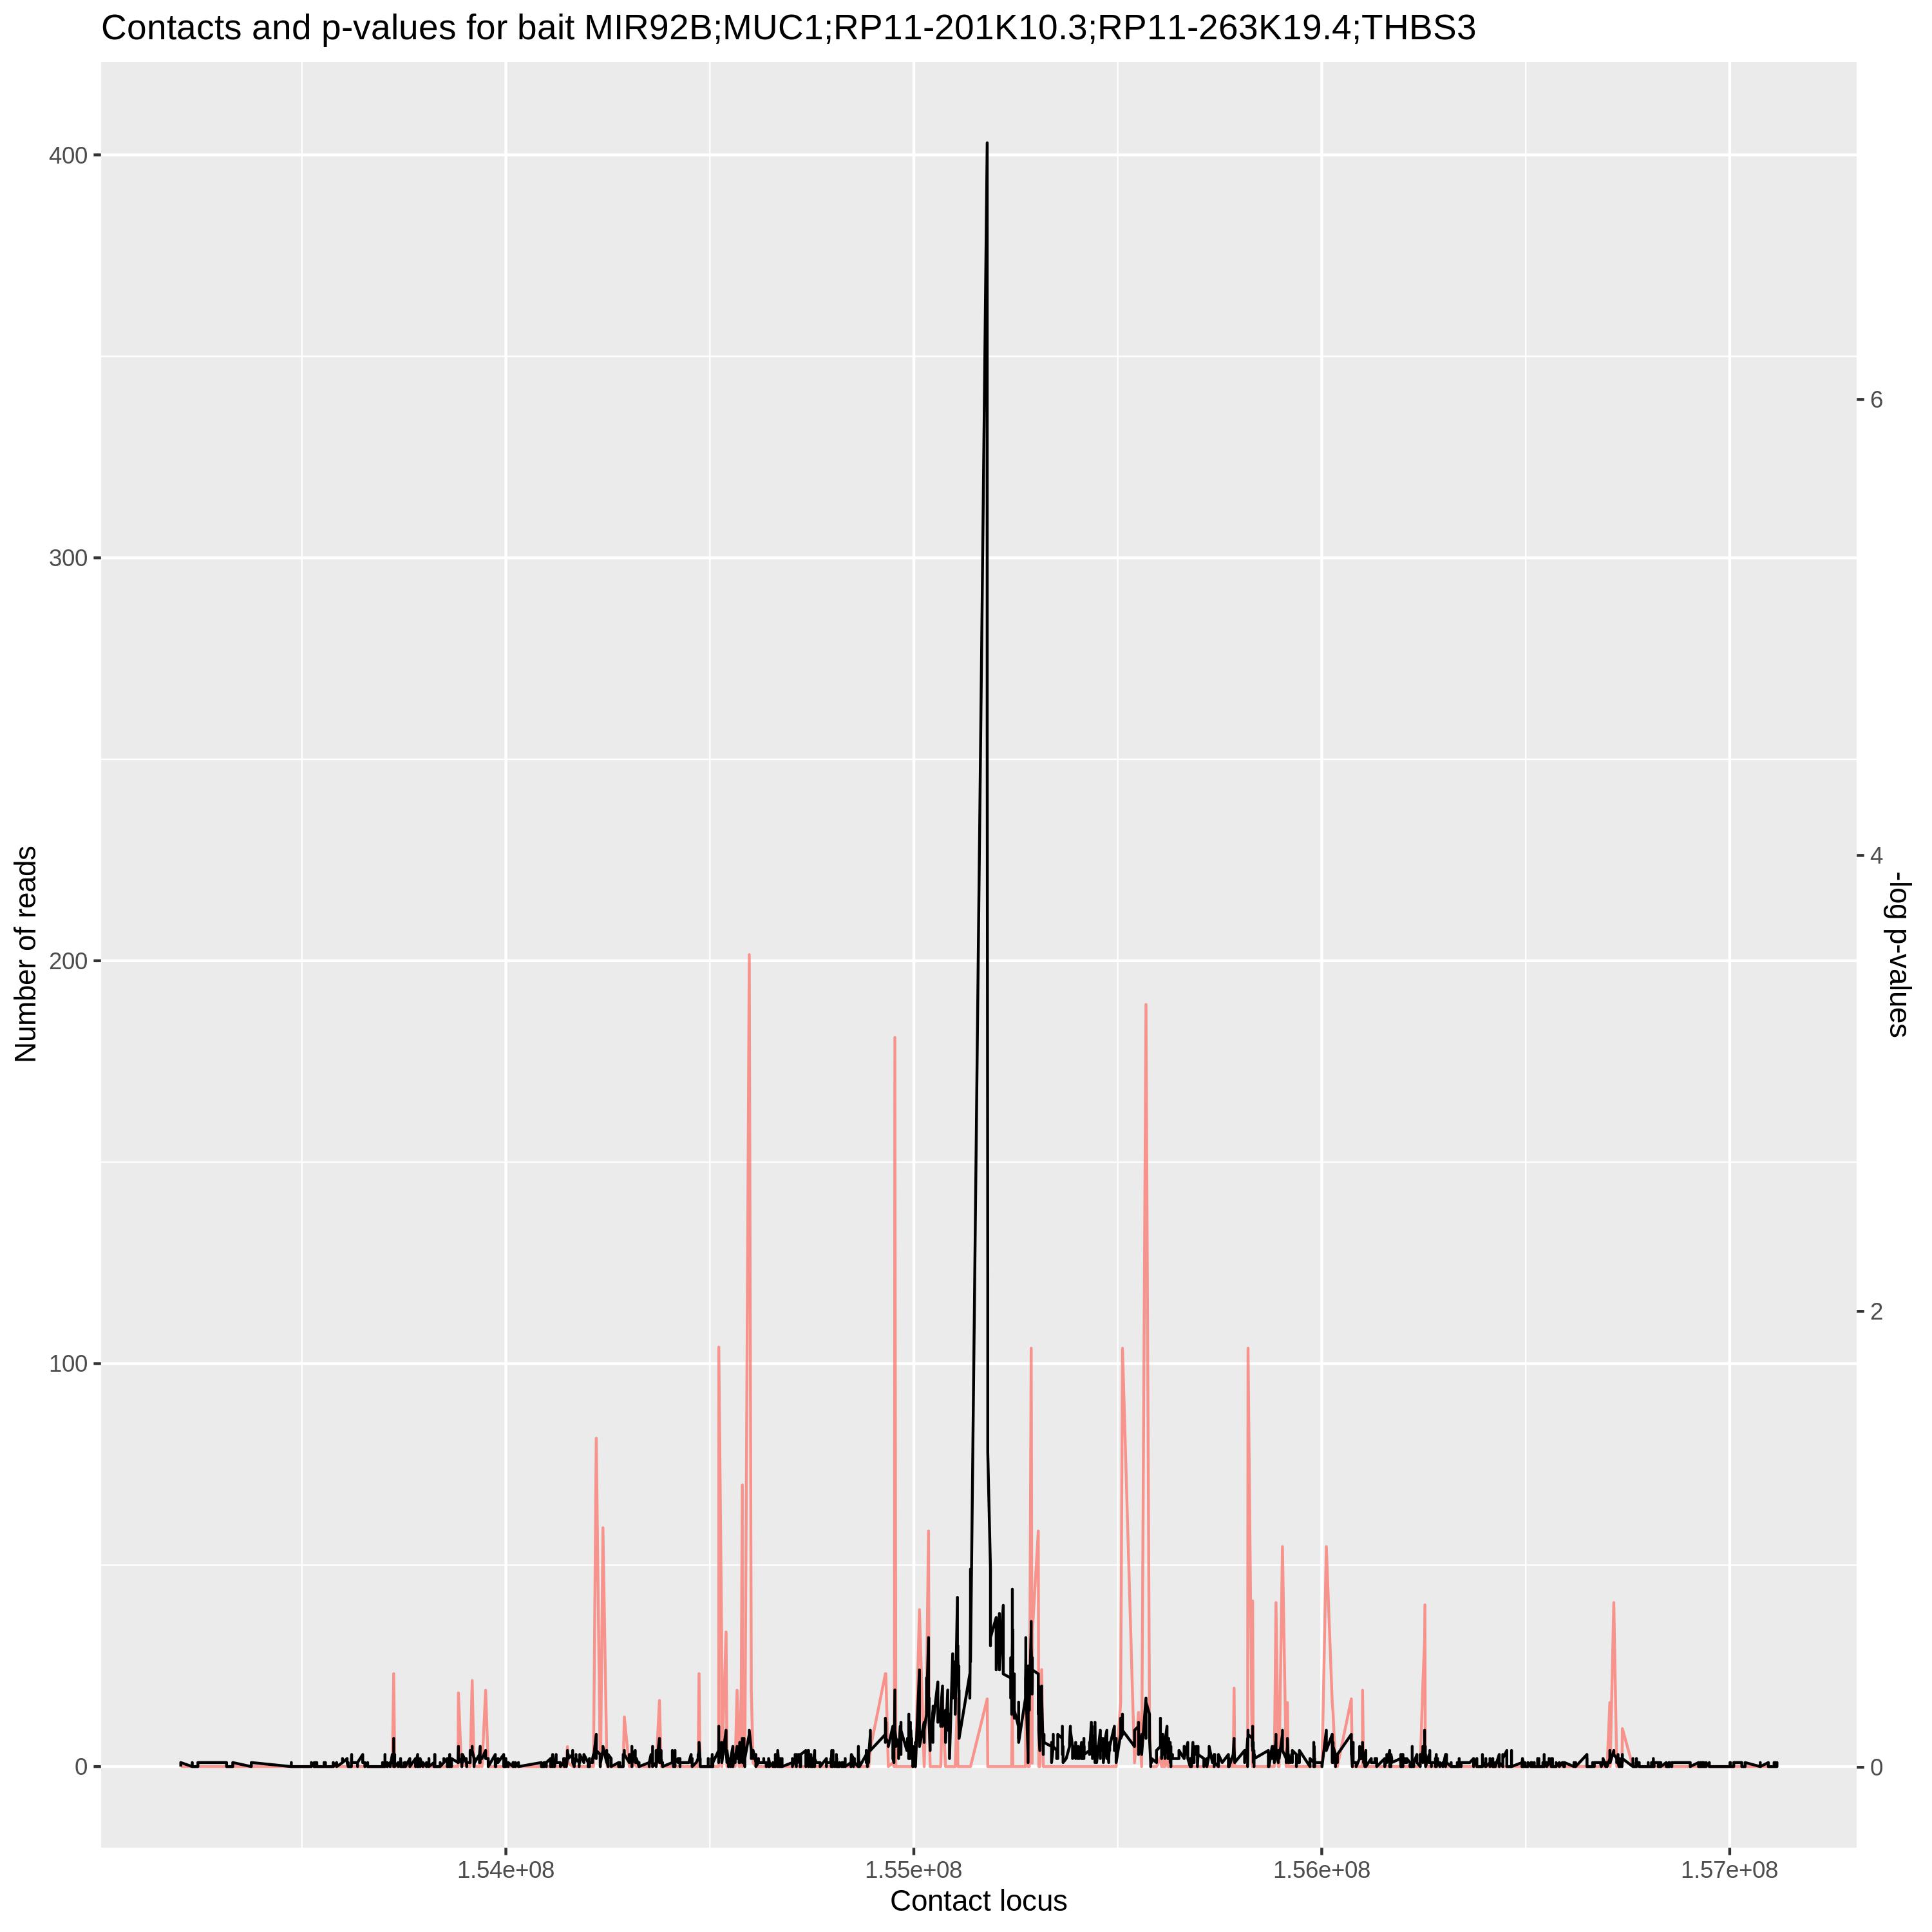 Contacts and p-values for bait MIR92B;MUC1;RP11-201K10.3;RP11-263K19.4;THBS3
400
300
200
100
0
Number of reads
6
4
2
0
-log p-values
1.54e+08
1.55e+08
1.56e+08
1.57e+08
Contact locus